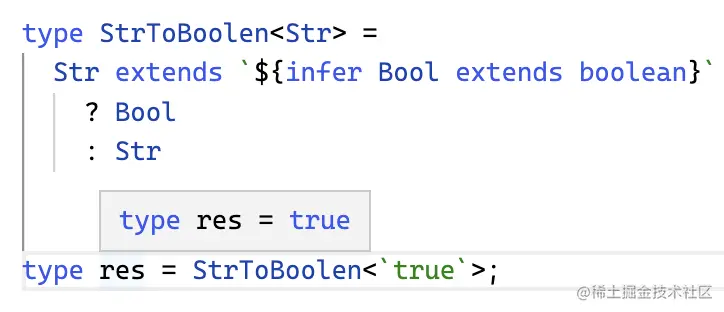 type StrToBoolen<Str> =
  Str extends `${infer Bool extends boolean}`
    ? Bool
    : Str
type res = true
type res = StrToBoolen<`true`>;
@稀土掘金技术社区